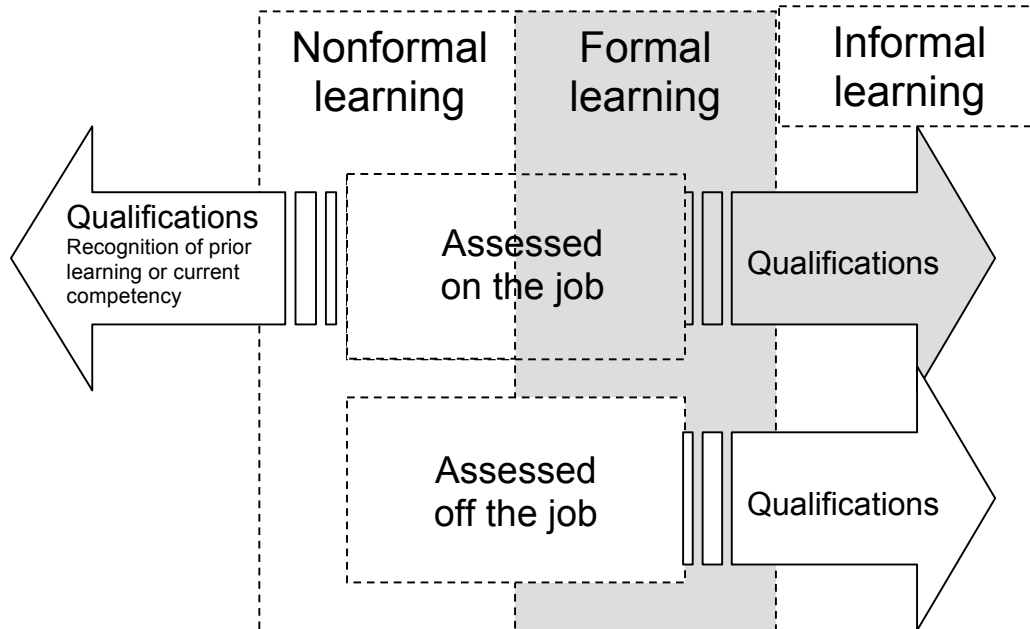 Nonformal
learning
Formal
learning
Informal
learning
Qualifications
Recognition of prior
learning or current
competency
Assessed
on the job
Qualifications
Assessed
off the job
Qualifications